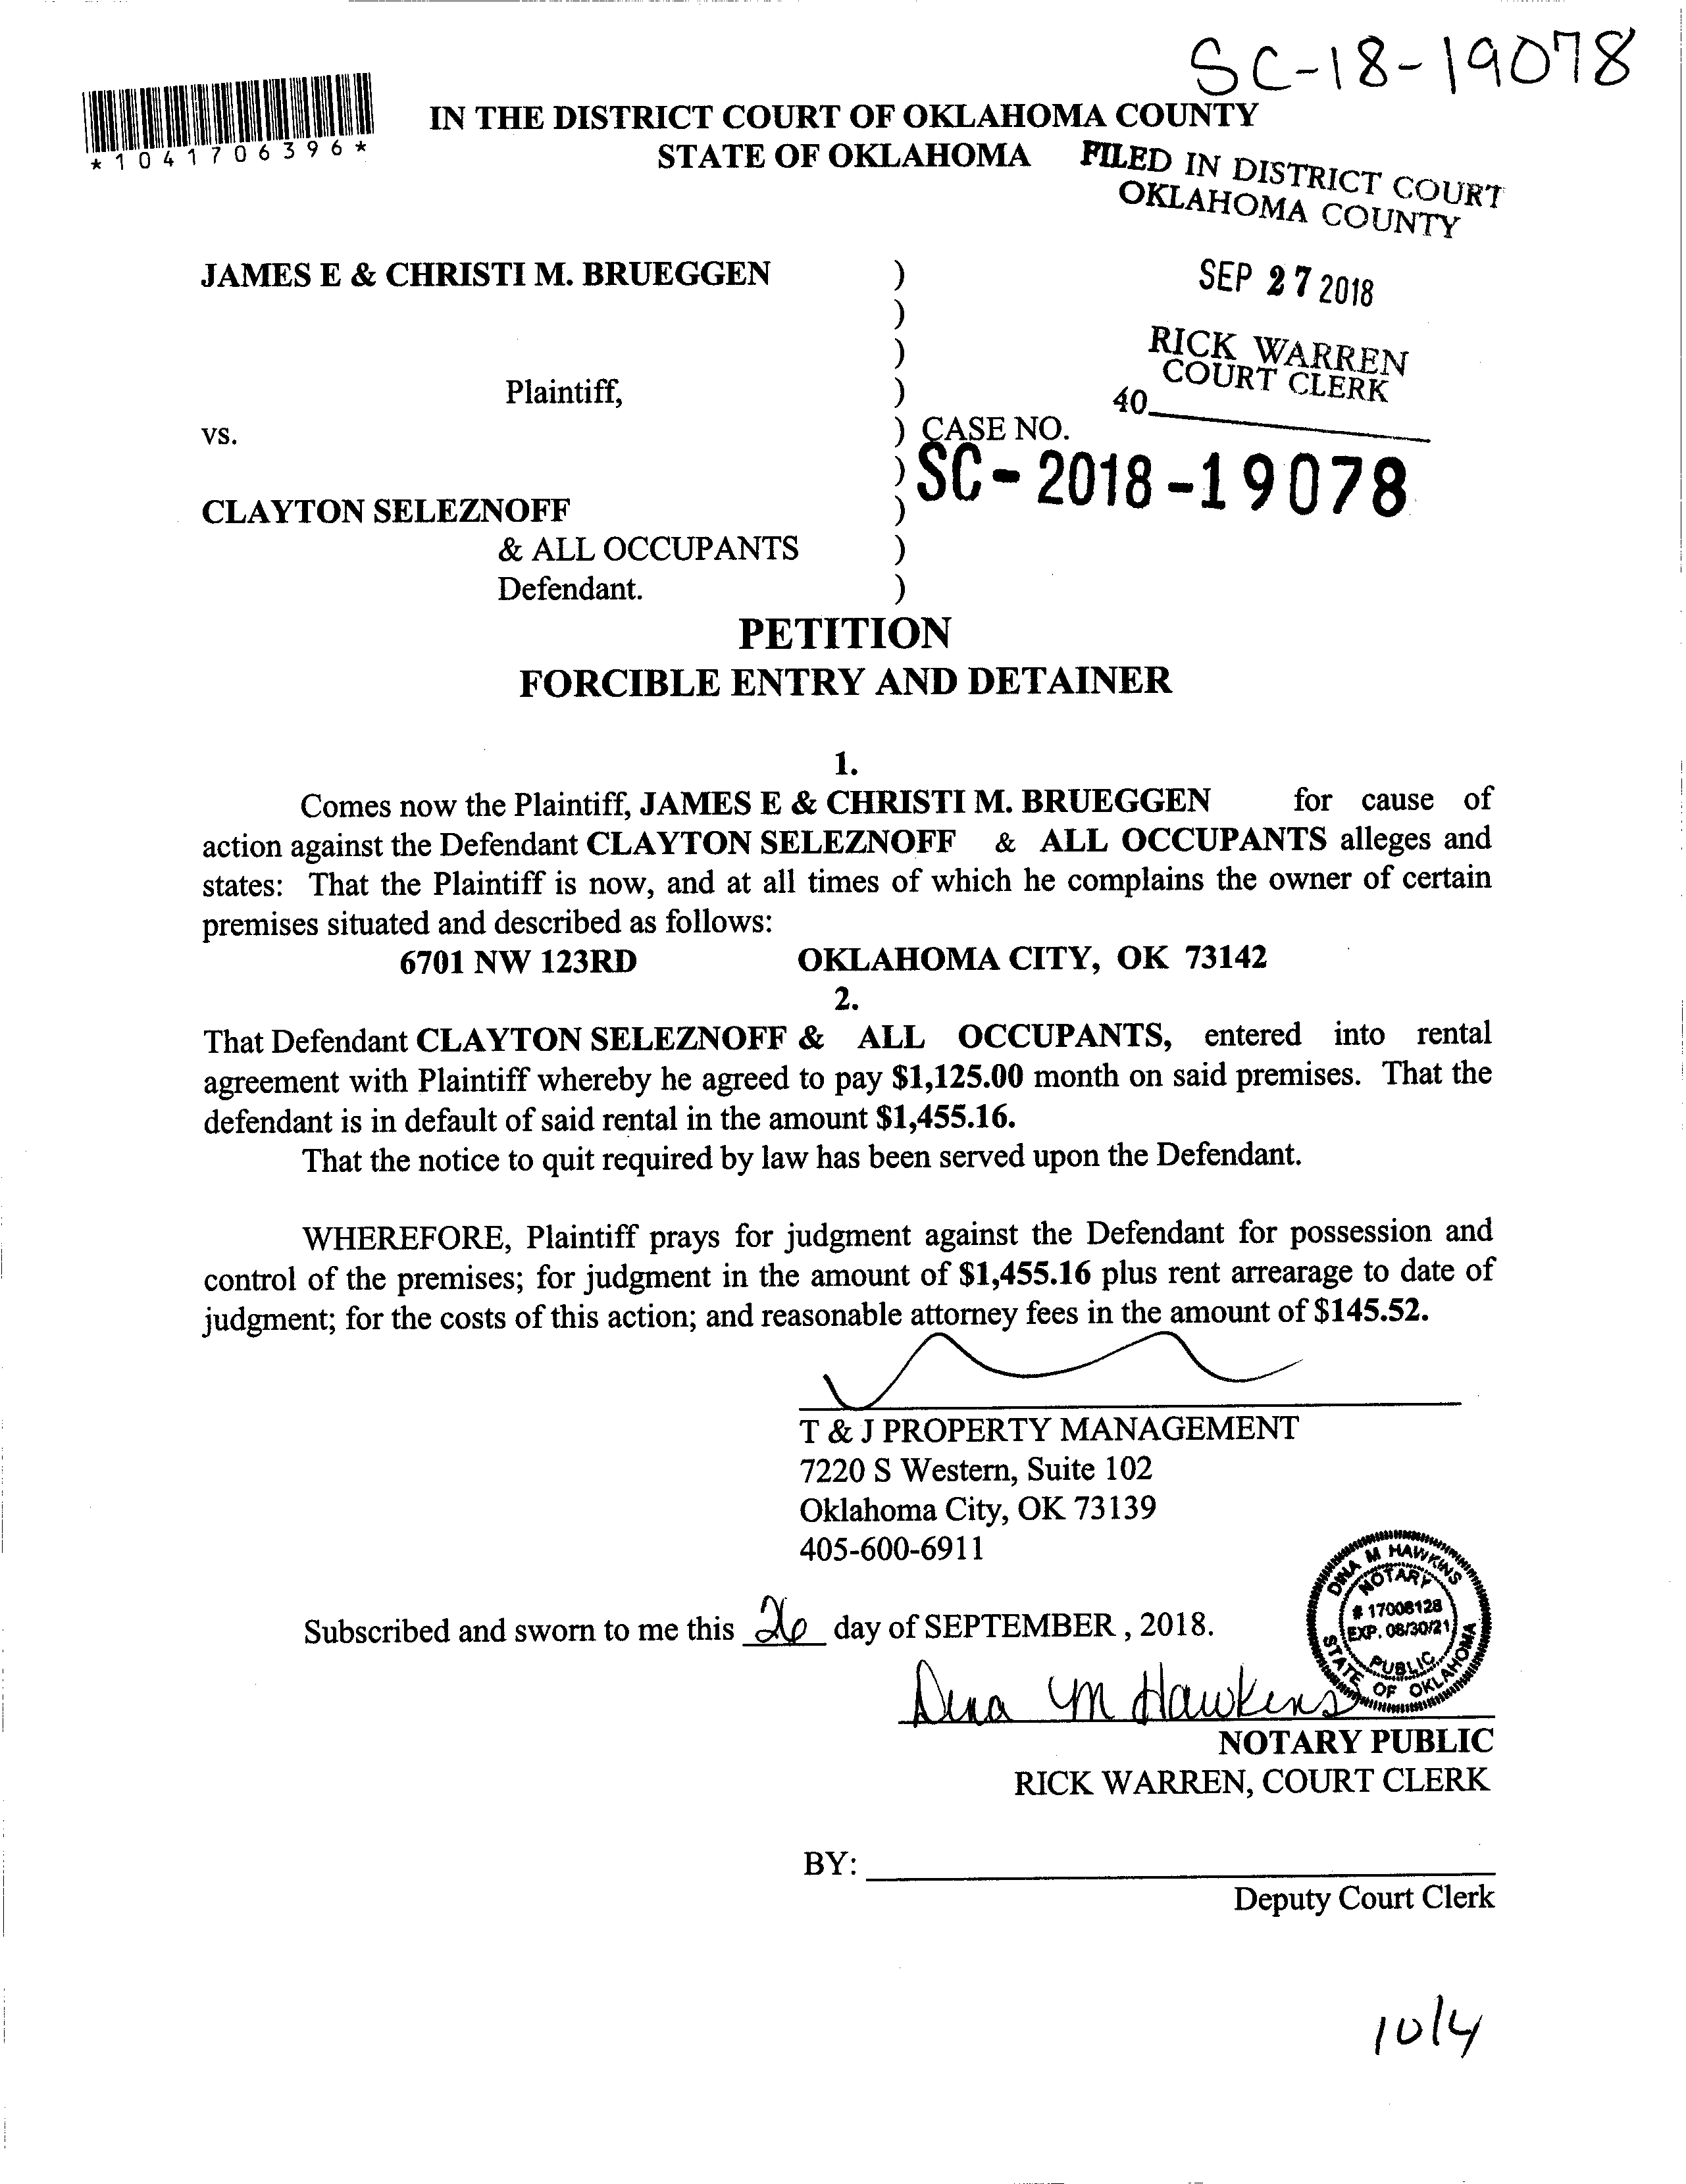 SC-18-19078
*1041706396*
IN THE DISTRICT COURT OF OKLAHOMA COUNTY
STATE OF OKLAHOMA
FILED IN DISTRICT COURT
OKLAHOMA COUNTY
JAMES E & CHRISTI M. BRUEGGEN )
SEP 27 2018
)
)
RICK WARREN
COURT CLERK
Plaintiff, )
40
vs. ) CASE NO.
) SC-2018-19078
CLAYTON SELEZNOFF )
& ALL OCCUPANTS )
Defendant. )
PETITION
FORCIBLE ENTRY AND DETAINER
1.
Comes now the Plaintiff, JAMES E & CHRISTI M. BRUEGGEN for cause of
action against the Defendant CLAYTON SELEZNOFF & ALL OCCUPANTS alleges and
states: That the Plaintiff is now, and at all times of which he complains the owner of certain
premises situated and described as follows:
6701 NW 123RD OKLAHOMA CITY, OK 73142
2.
That Defendant CLAYTON SELEZNOFF & ALL OCCUPANTS, entered into rental
agreement with Plaintiff whereby he agreed to pay $1,125.00 month on said premises. That the
defendant is in default of said rental in the amount $1,455.16.
That the notice to quit required by law has been served upon the Defendant.
WHEREFORE, Plaintiff prays for judgment against the Defendant for possession and
control of the premises; for judgment in the amount of $1,455.16 plus rent arrearage to date of
judgment; for the costs of this action; and reasonable attorney fees in the amount of $145.52.
T & J PROPERTY MANAGEMENT
7220 S Western, Suite 102
Oklahoma City, OK 73139
405-600-6911
DINA M HAWKINS
NOTARY
# 17008128
EXP. 08/30/21
PUBLIC
STATE OF OKLAHOMA
Subscribed and sworn to me this 26 day of SEPTEMBER , 2018.
Dina M Hawkins
NOTARY PUBLIC
RICK WARREN, COURT CLERK
BY:
Deputy Court Clerk
10/4